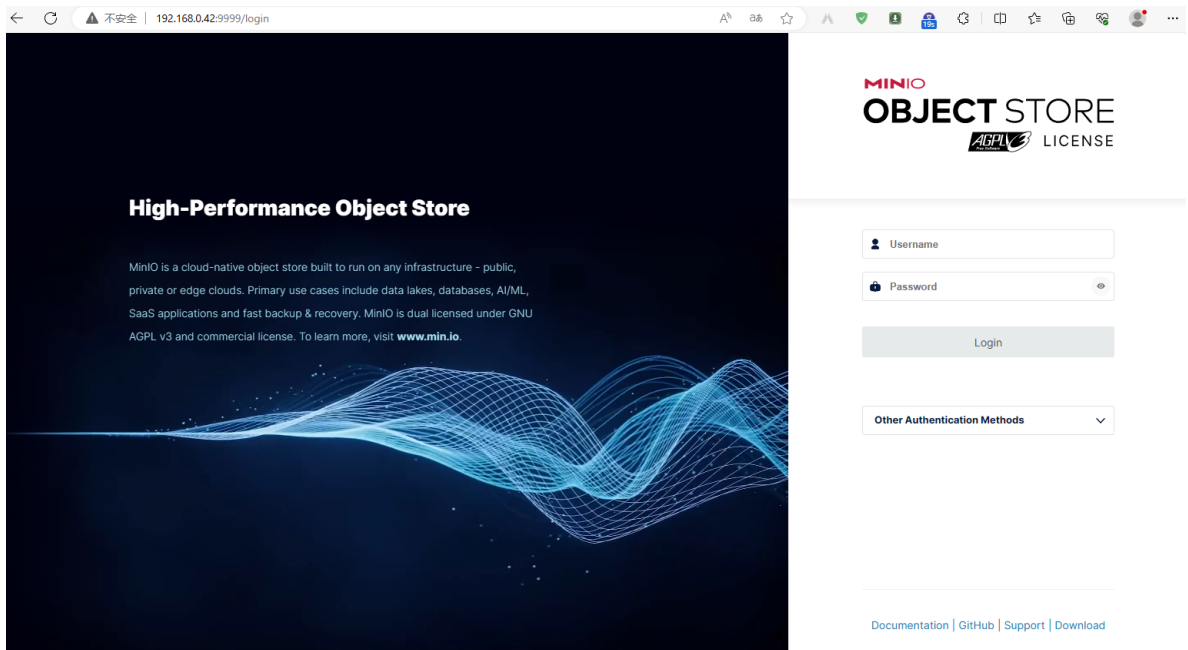 不安全 192.168.0.42:9999/login
19s
MINIO
OBJECT STORE
AGPLv3 LICENSE
Free Software
High-Performance Object Store
MinIO is a cloud-native object store built to run on any infrastructure - public,
private or edge clouds. Primary use cases include data lakes, databases, AI/ML,
SaaS applications and fast backup & recovery. MinIO is dual licensed under GNU
AGPL v3 and commercial license. To learn more, visit www.min.io.
Username
Password
Login
Other Authentication Methods
Documentation | GitHub | Support | Download